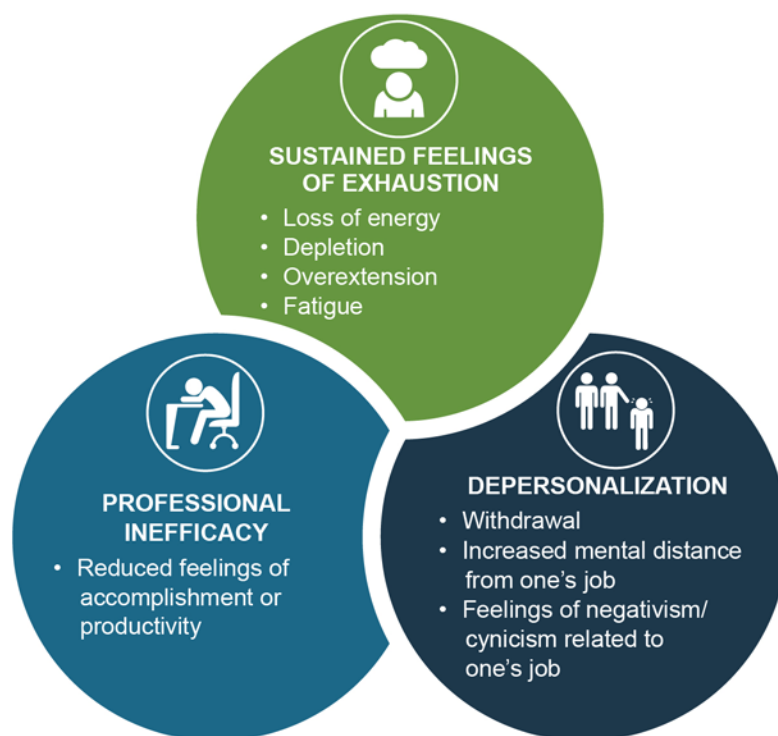 SUSTAINED FEELINGS
OF EXHAUSTION
• Loss of energy
• Depletion
• Overextension
• Fatigue
PROFESSIONAL
INEFFICACY
• Reduced feelings of
accomplishment or
productivity
DEPERSONALIZATION
• Withdrawal
• Increased mental distance
from one’s job
• Feelings of negativism/
cynicism related to
one’s job